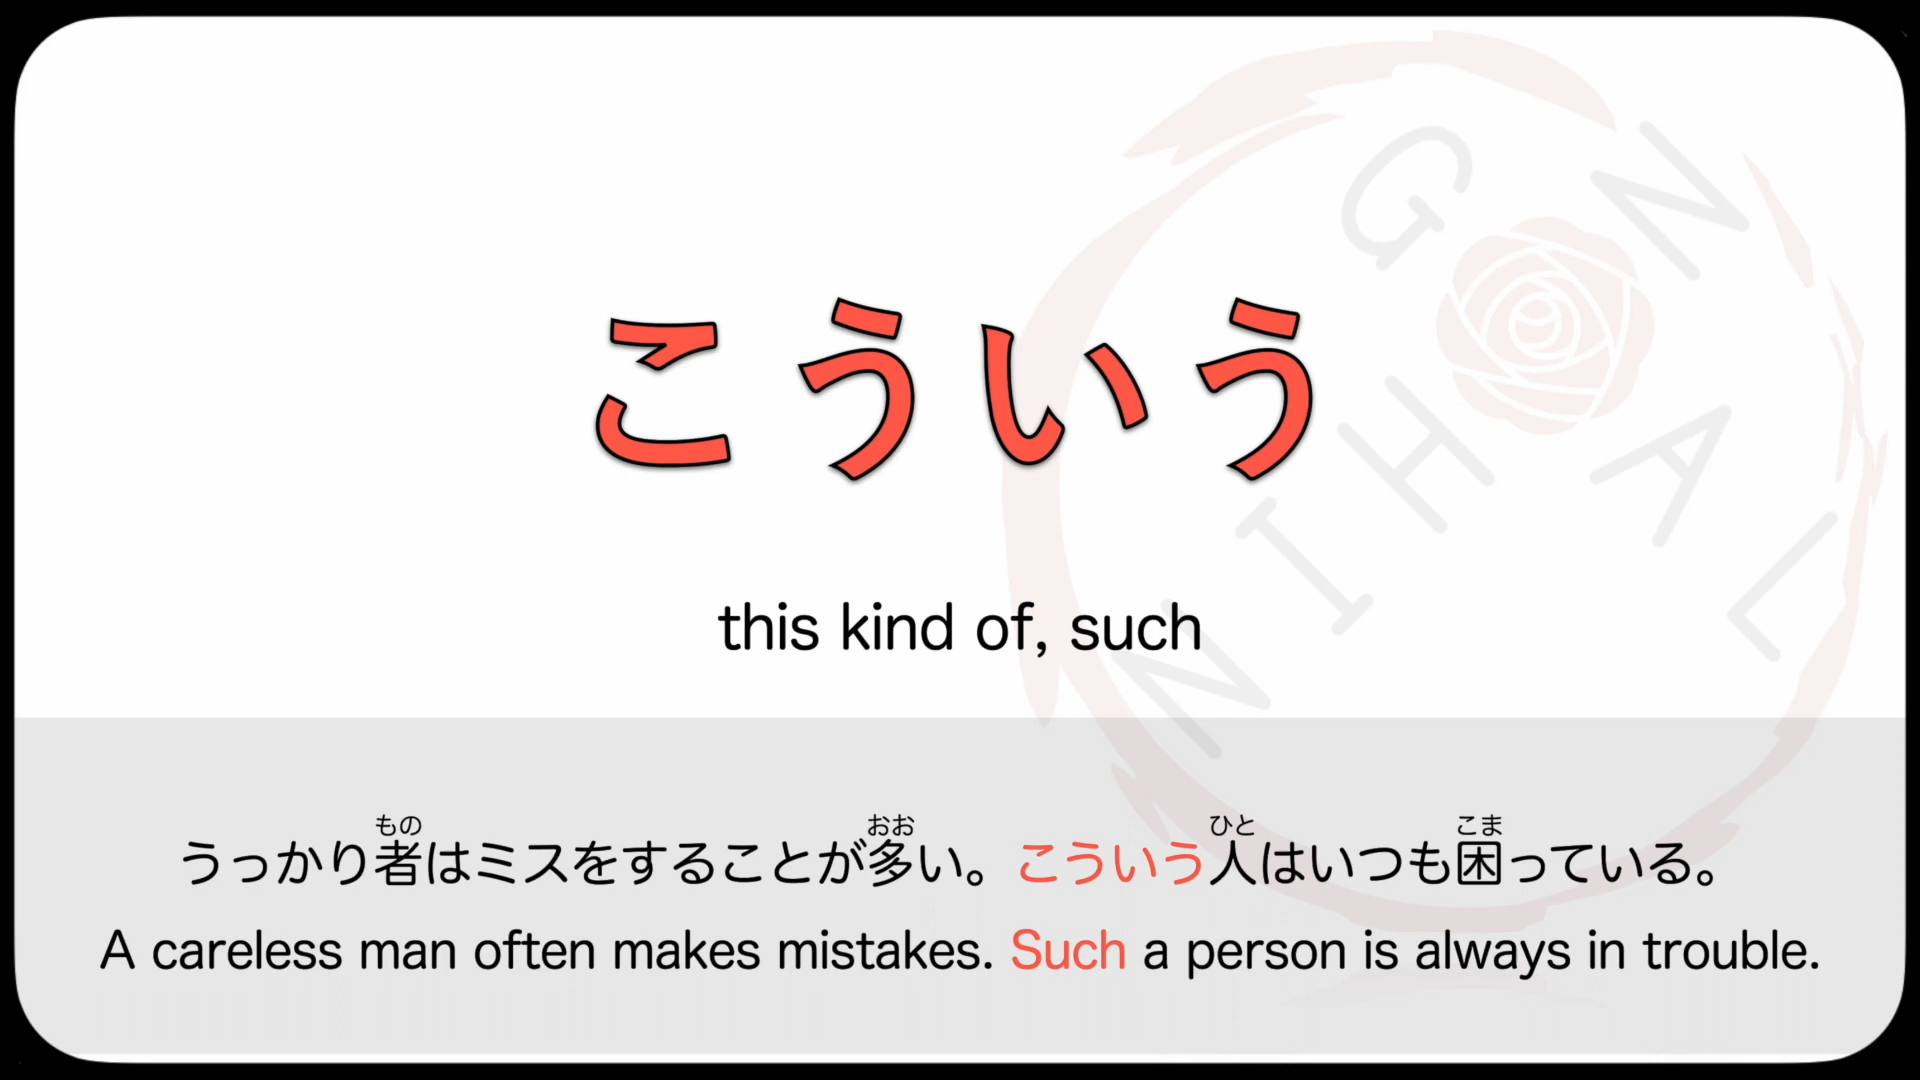 こういう
this kind of, such
もの おお ひと こま
うっかり者はミスをすることが多い。こういう人はいつも困っている。
A careless man often makes mistakes. Such a person is always in trouble.
NIHAL
GN